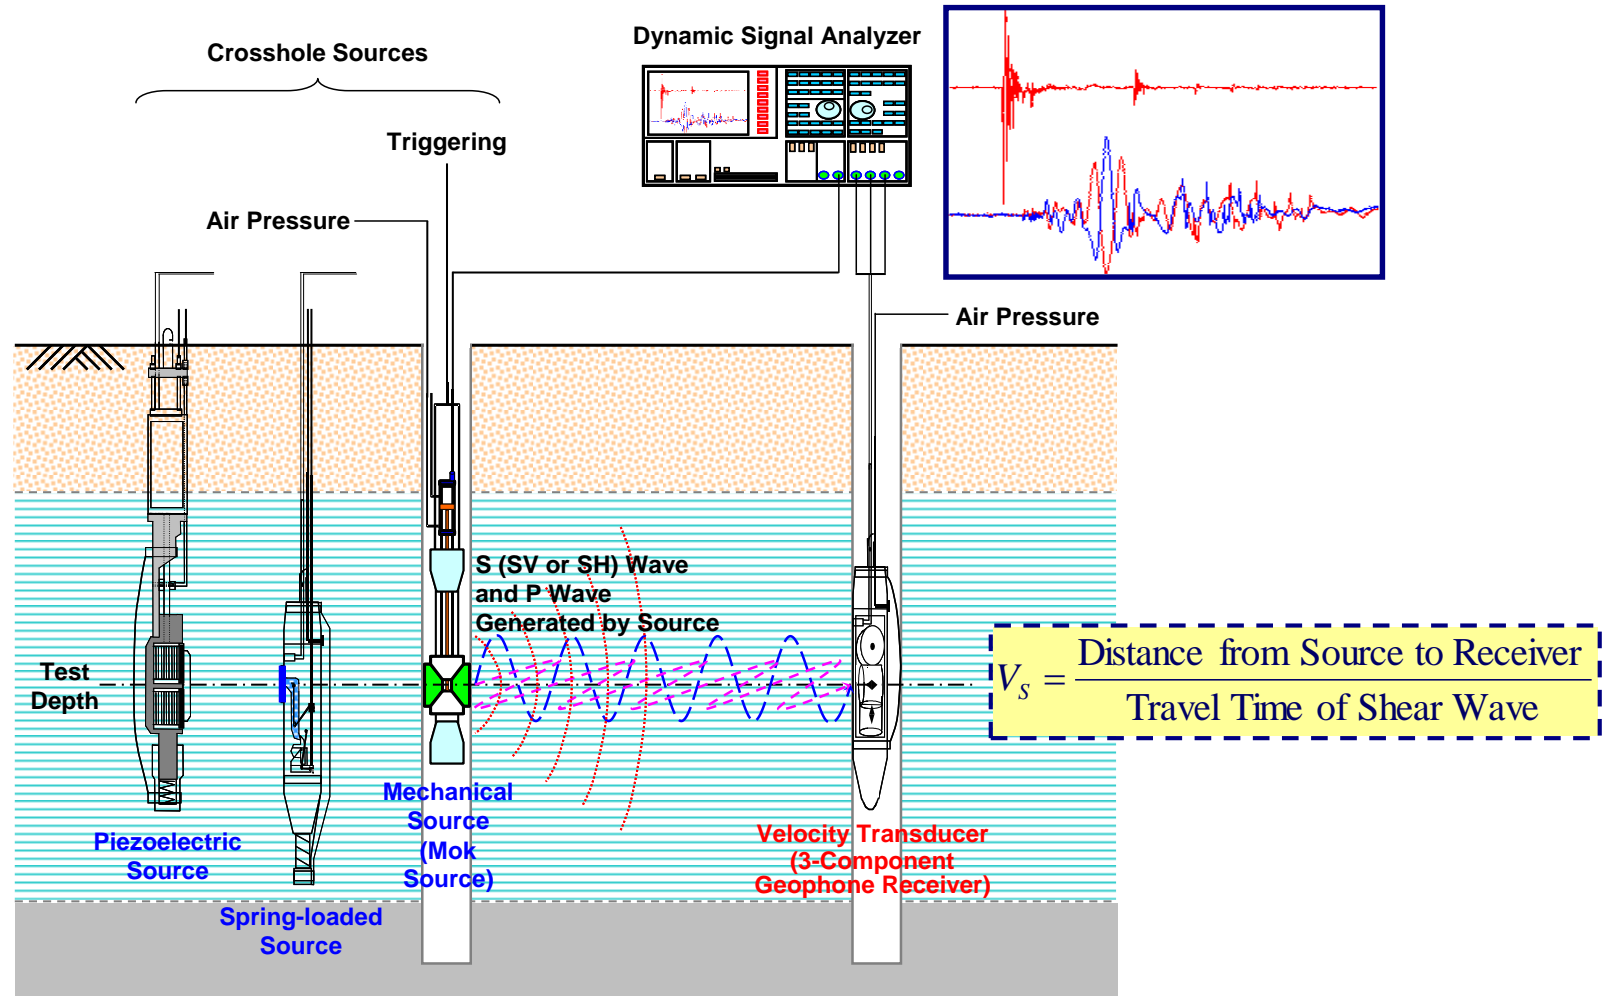 Crosshole Sources
Dynamic Signal Analyzer
Triggering
Air Pressure
Air Pressure
S (SV or SH) Wave
and P Wave
Generated by Source
Test
Depth
V_S = Distance from Source to Receiver
Travel Time of Shear Wave
Mechanical
Source
(Mok
Source)
Piezoelectric
Source
Velocity Transducer
(3-Component
Geophone Receiver)
Spring-loaded
Source